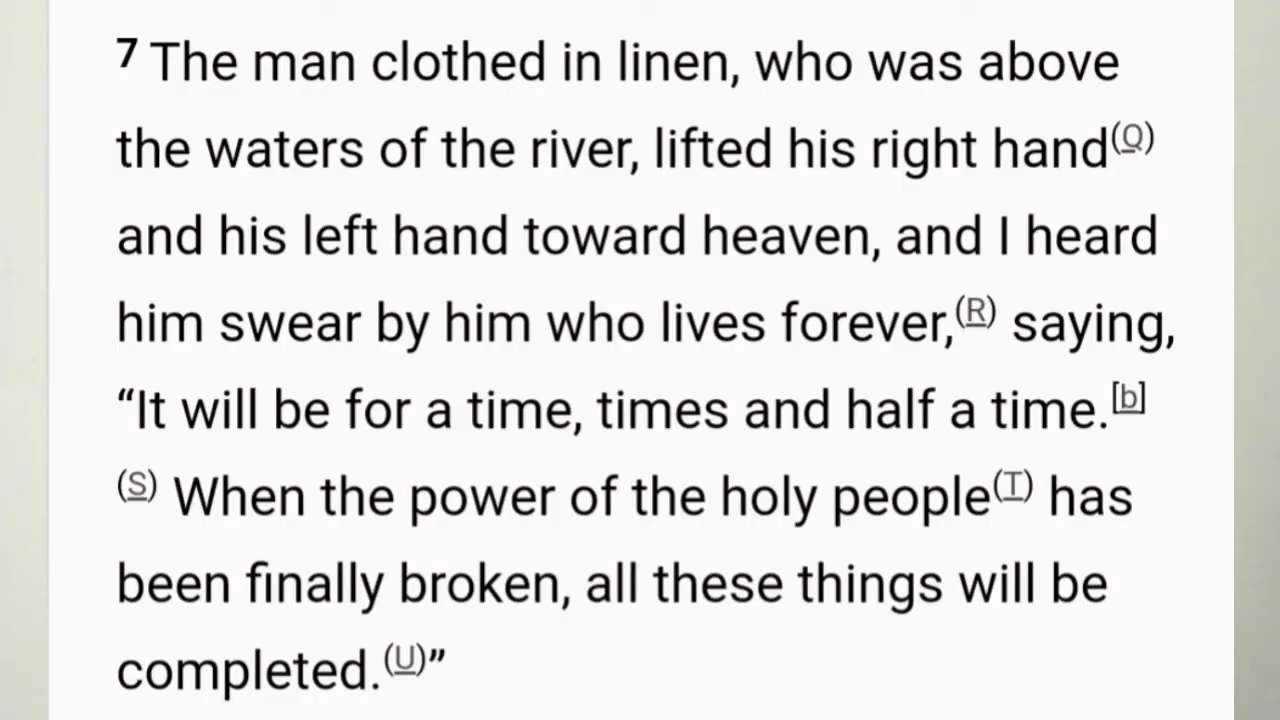 7 The man clothed in linen, who was above
the waters of the river, lifted his right hand(Q)
and his left hand toward heaven, and I heard
him swear by him who lives forever,(R) saying,
“It will be for a time, times and half a time.[b]
(S) When the power of the holy people(T) has
been finally broken, all these things will be
completed.(U)”